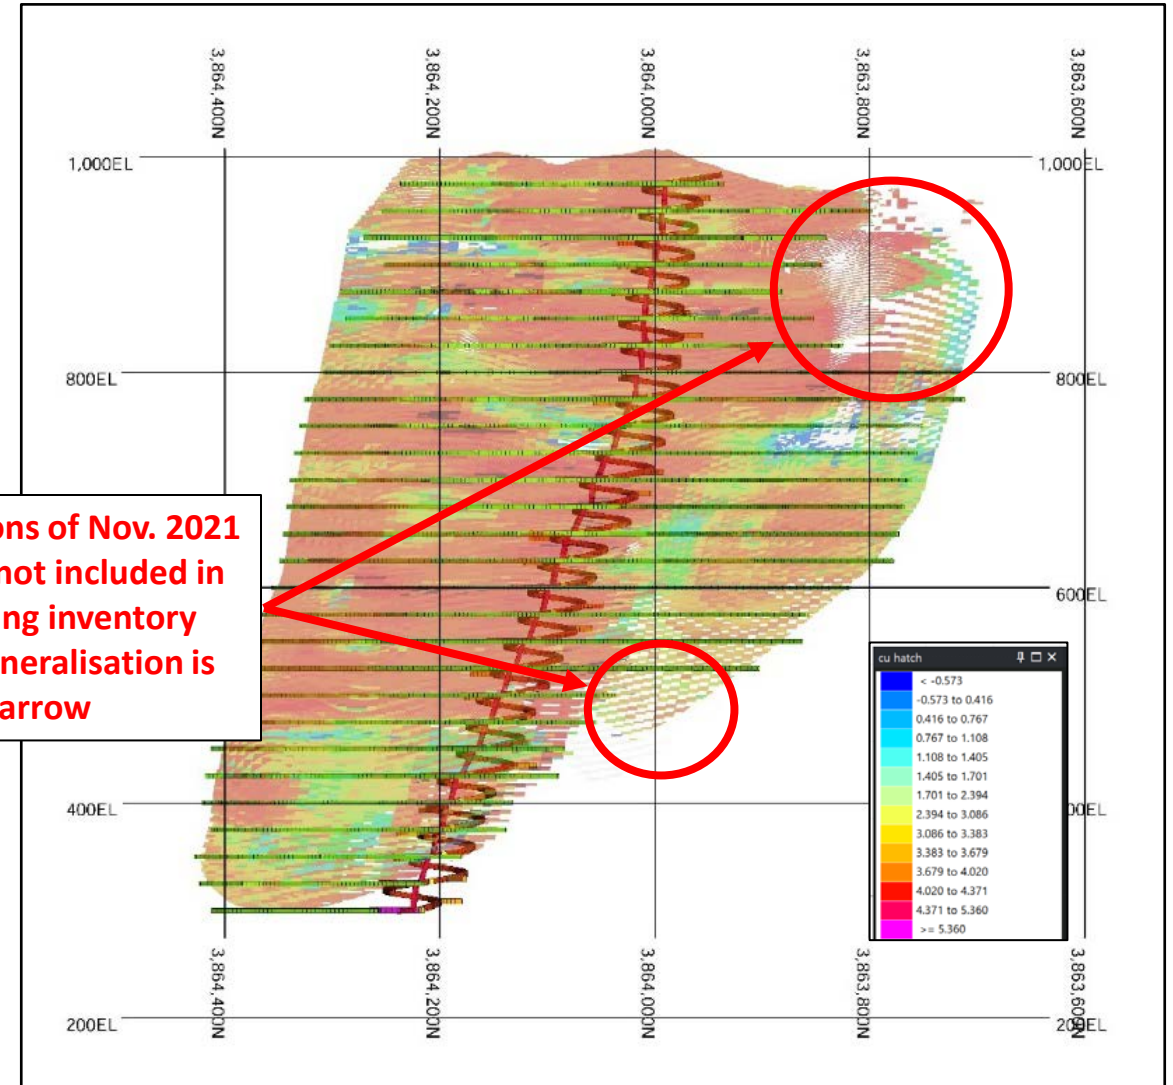 3,864,400N
3,864,200N
3,864,000N
3,863,800N
3,863,600N
1,000EL
1,000EL
800EL
800EL
ons of Nov. 2021
not included in
ng inventory
neralisation is
arrow
600EL
cu hatch
< -0.573
-0.573 to 0.416
0.416 to 0.767
0.767 to 1.108
1.108 to 1.405
1.405 to 1.701
1.701 to 2.394
2.394 to 3.086
3.086 to 3.383
3.383 to 3.679
3.679 to 4.020
4.020 to 4.371
4.371 to 5.360
>= 5.360
400EL
00EL
3,864,400N
3,864,200N
3,864,000N
3,863,800N
3,863,600N
200EL
200EL